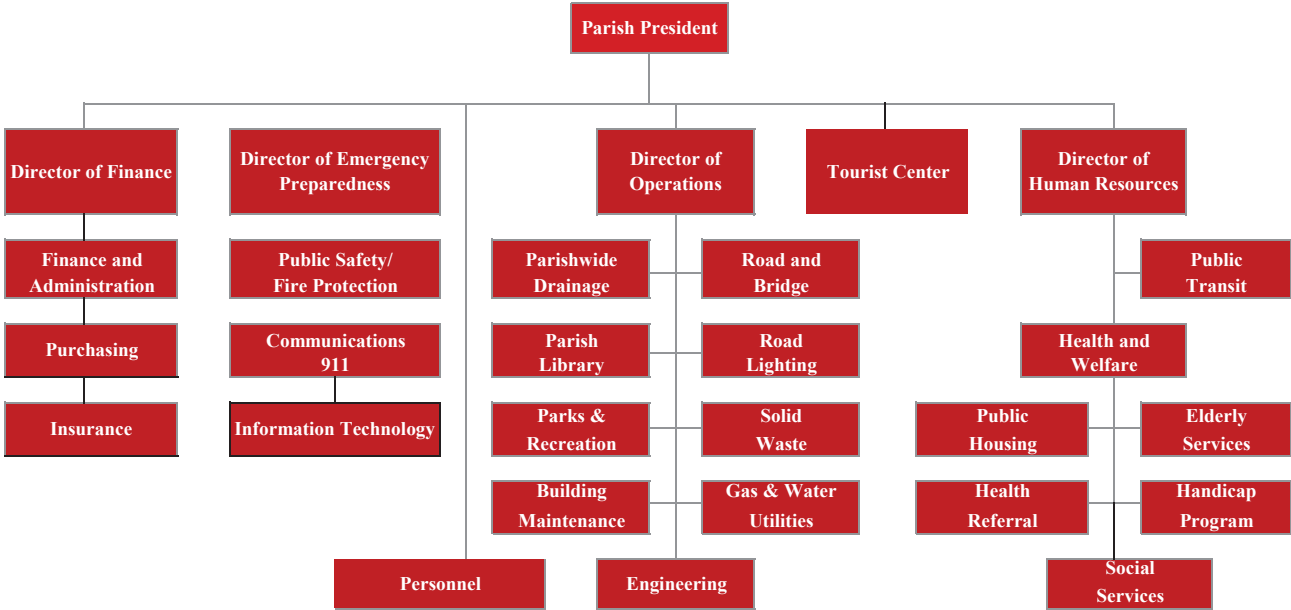 Parish President
Director of Finance
Director of Emergency
Preparedness
Director of
Operations
Tourist Center
Director of
Human Resources
Finance and
Administration
Public Safety/
Fire Protection
Parishwide
Drainage
Road and
Bridge
Public
Transit
Purchasing
Communications
911
Parish
Library
Road
Lighting
Health and
Welfare
Insurance
Information Technology
Parks &
Recreation
Solid
Waste
Public
Housing
Elderly
Services
Building
Maintenance
Gas & Water
Utilities
Health
Referral
Handicap
Program
Personnel
Engineering
Social
Services